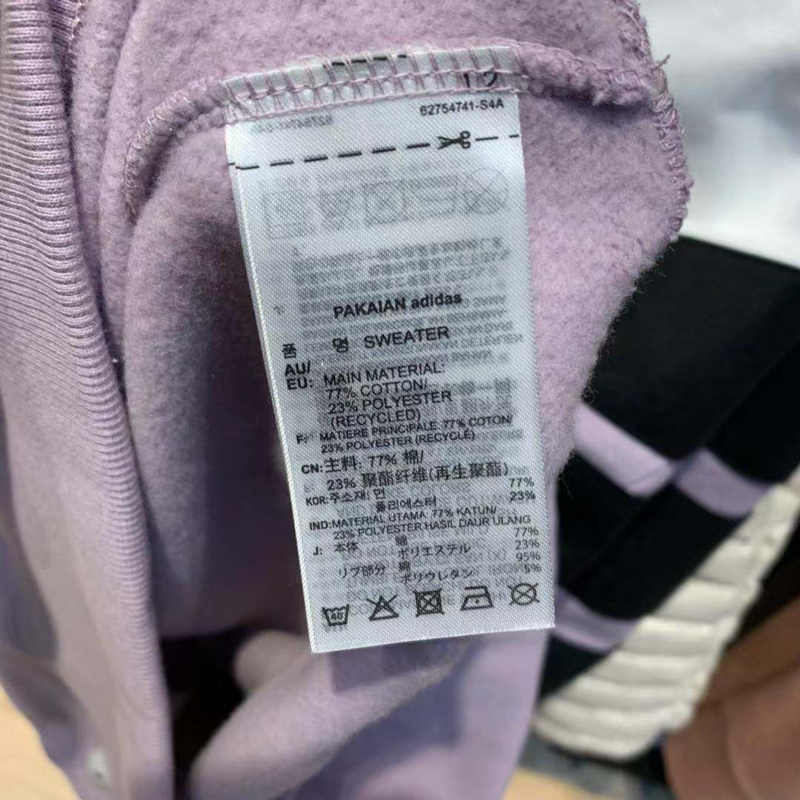 62754741-S4A
PAKAIAN adidas
품 명 SWEATER
AU/
EU: MAIN MATERIAL:
77% COTTON/
23% POLYESTER
(RECYCLED)
F: MATIERE PRINCIPALE 77% COTON/
23% POLYESTER (RECYCLÉ)
CN: 主料: 77% 棉/
23% 聚酯纤维(再生聚酯)
KOR: 주소재: 면 77%
폴리에스터 23%
IND: MATERIAL UTAMA 77% KATUN/
23% POLYESTER HASIL DAUR ULANG
J: 本体 綿 77%
ポリエステル 23%
リブ部分 綿 95%
ポリウレタン 5%
40